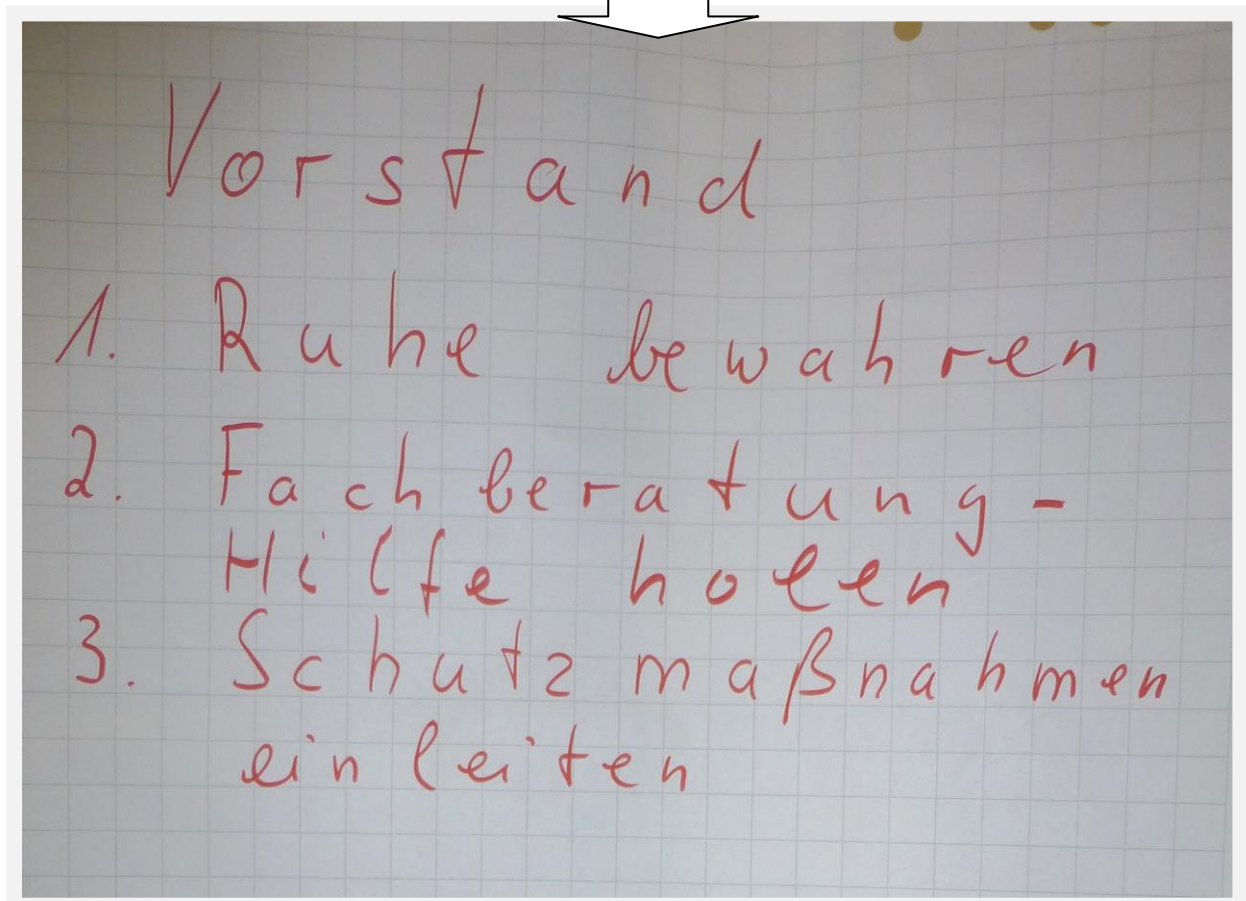 Vorstand
1. Ruhe bewahren
2. Fachberatung-
Hilfe holen
3. Schutzmaßnahmen
einleiten